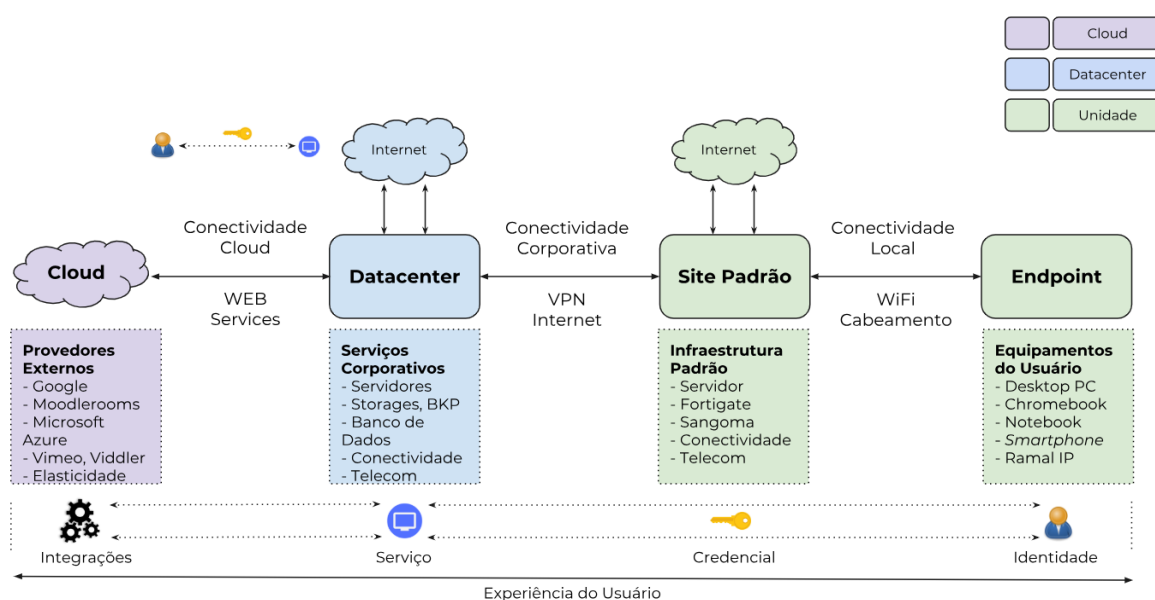 Cloud
Datacenter
Unidade
Internet
Internet
Conectividade
Cloud
Conectividade
Corporativa
Conectividade
Local
Cloud
Datacenter
Site Padrão
Endpoint
WEB
Services
VPN
Internet
WiFi
Cabeamento
Provedores
Externos
- Google
- Moodlerooms
- Microsoft
Azure
- Vimeo, Viddler
- Elasticidade
Serviços
Corporativos
- Servidores
- Storages, BKP
- Banco de
Dados
- Conectividade
- Telecom
Infraestrutura
Padrão
- Servidor
- Fortigate
- Sangoma
- Conectividade
- Telecom
Equipamentos
do Usuário
- Desktop PC
- Chromebook
- Notebook
- Smartphone
- Ramal IP
Integrações
Serviço
Credencial
Identidade
Experiência do Usuário